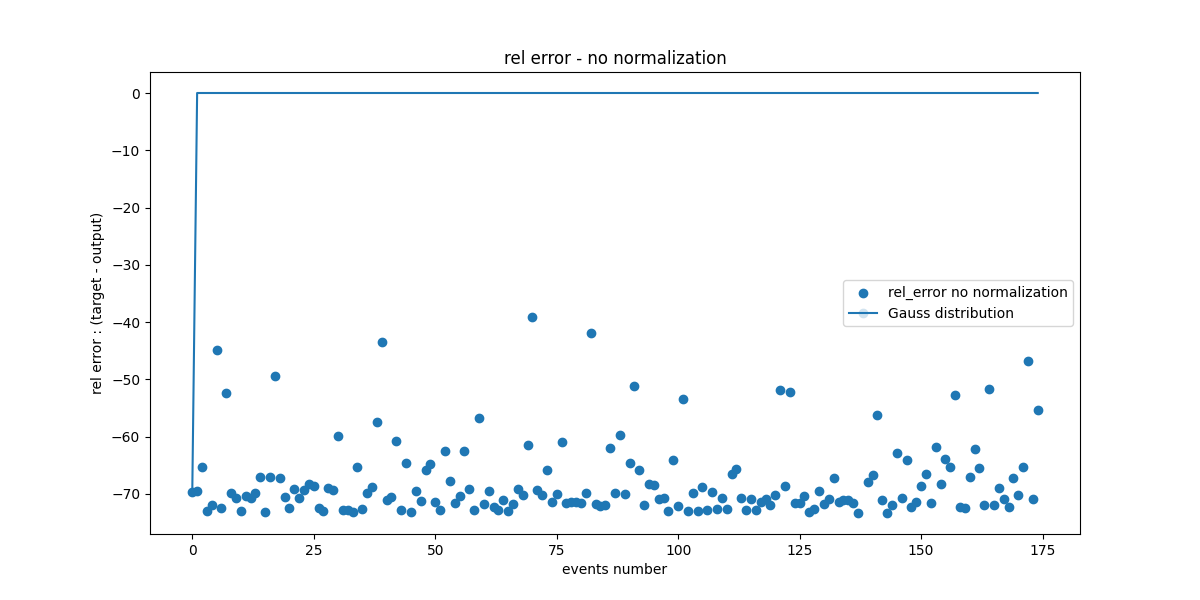 rel error - no normalization
rel error : (target - output)
0
−10
−20
−30
−40
−50
−60
−70
rel_error no normalization
Gauss distribution
0 25 50 75 100 125 150 175
events number